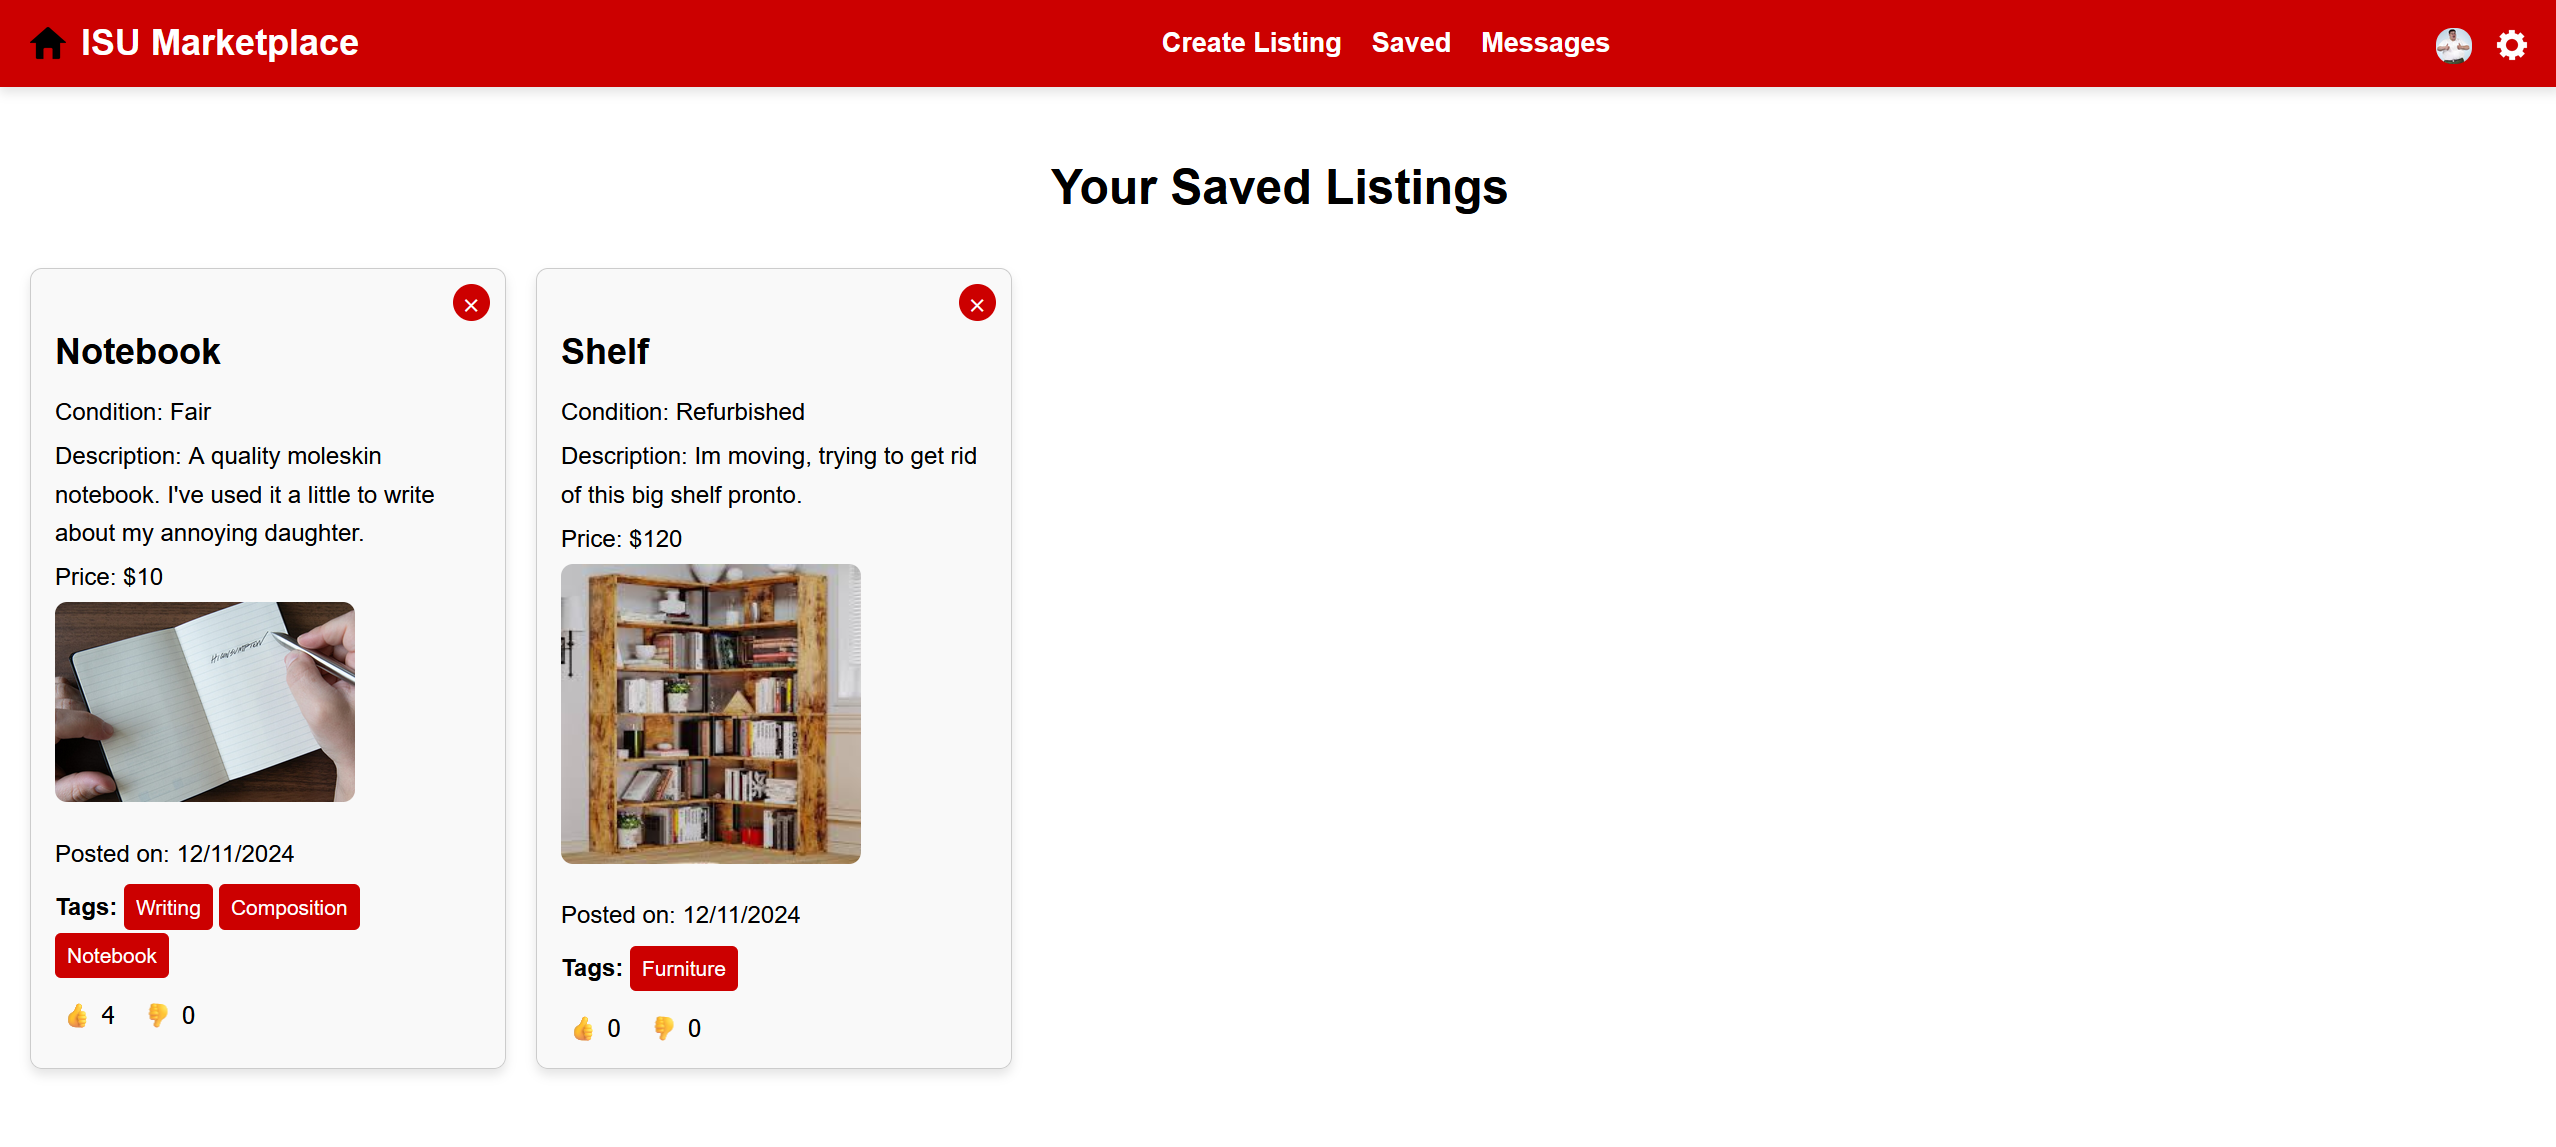 ISU Marketplace
Create Listing Saved Messages
Your Saved Listings
×
Notebook
Condition: Fair
Description: A quality moleskin
notebook. I've used it a little to write
about my annoying daughter.
Price: $10
Posted on: 12/11/2024
Tags: Writing Composition
Notebook
👍 4 👎 0
×
Shelf
Condition: Refurbished
Description: Im moving, trying to get rid
of this big shelf pronto.
Price: $120
Posted on: 12/11/2024
Tags: Furniture
👍 0 👎 0